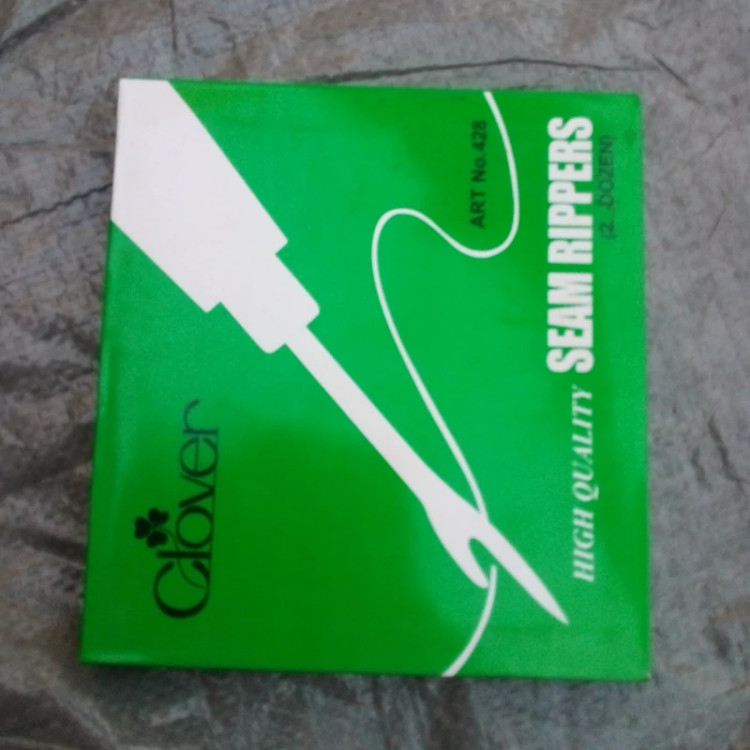 Clover
ART No.428
HIGH QUALITY SEAM RIPPERS
(2 DOZEN)